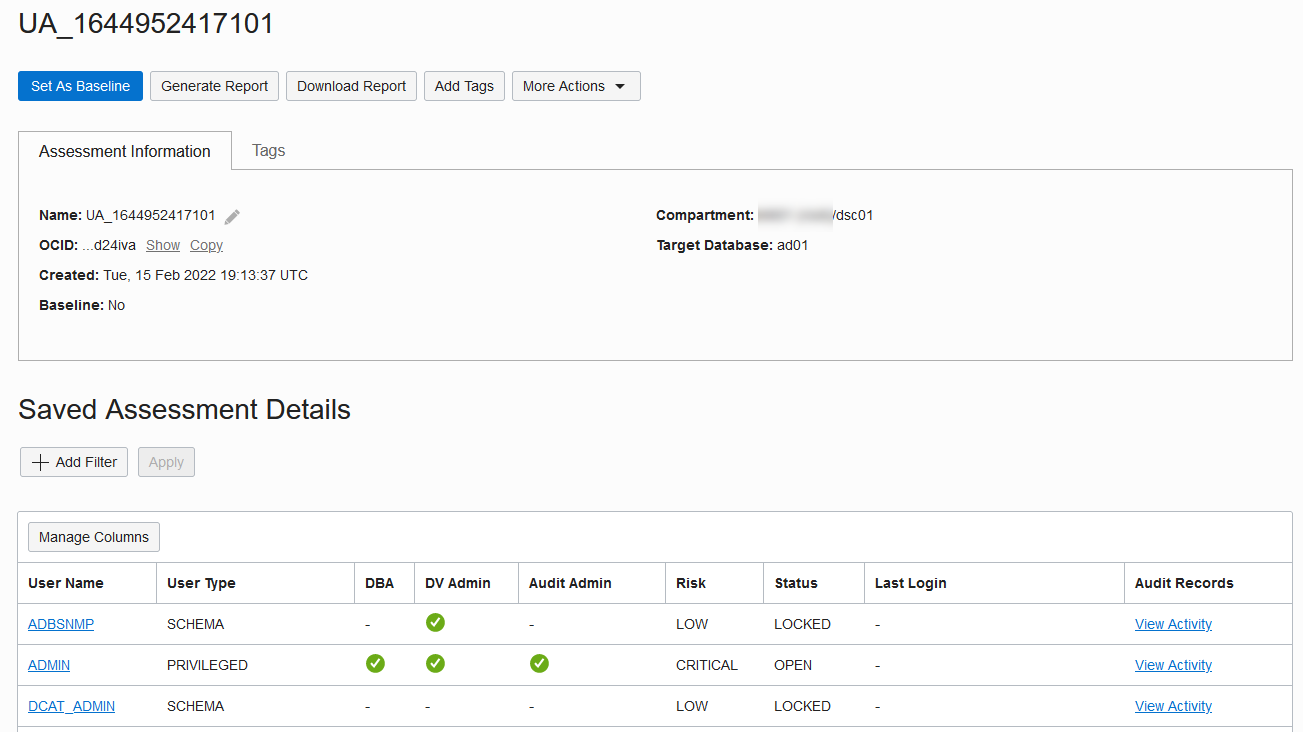 UA_1644952417101
Set As Baseline Generate Report Download Report Add Tags More Actions
Assessment Information Tags
Name: UA_1644952417101 Compartment: /dsc01
OCID: ...d24iva Show Copy Target Database: ad01
Created: Tue, 15 Feb 2022 19:13:37 UTC
Baseline: No
Saved Assessment Details
Add Filter Apply
Manage Columns
User Name User Type DBA DV Admin Audit Admin Risk Status Last Login Audit Records
ADBSNMP SCHEMA - - LOW LOCKED - View Activity
ADMIN PRIVILEGED CRITICAL OPEN - View Activity
DCAT_ADMIN SCHEMA - - - LOW LOCKED - View Activity